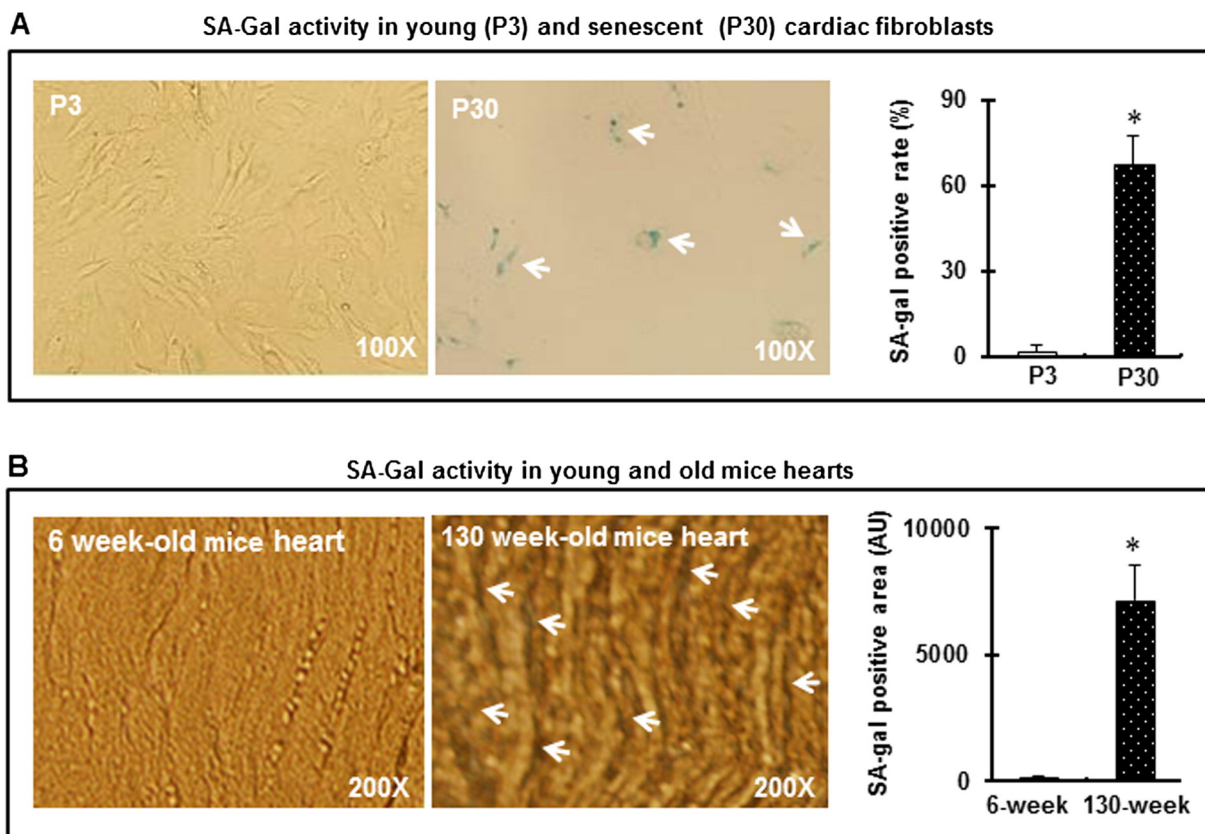 A
SA-Gal activity in young (P3) and senescent (P30) cardiac fibroblasts
P3
100X
P30
100X
SA-gal positive rate (%)
90
60
30
0
*
P3
P30
B
SA-Gal activity in young and old mice hearts
6 week-old mice heart
200X
130 week-old mice heart
200X
SA-gal positive area (AU)
10000
5000
0
*
6-week
130-week